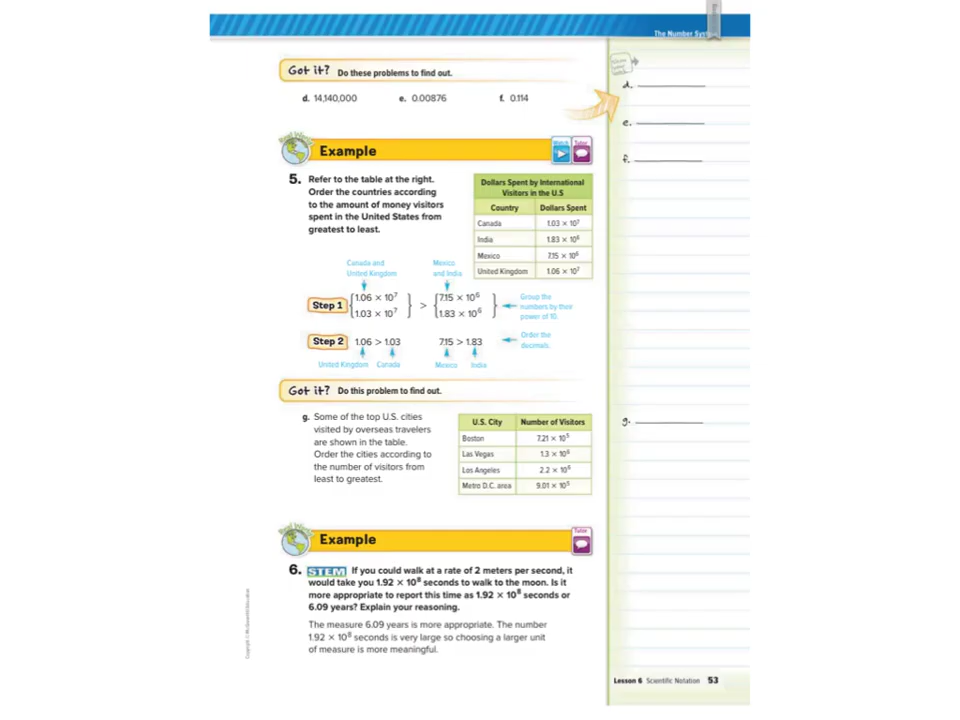 The Number Syst
Got it? Do these problems to find out.
d. 14,140,000 e. 0.00876 f. 0.114
d.
e.
f.
Real World
Example
Watch
Tutor
5. Refer to the table at the right.
Order the countries according
to the amount of money visitors
spent in the United States from
greatest to least.
Dollars Spent by International
Visitors in the U.S
Country Dollars Spent
Canada 1.03 × 10⁷
India 1.83 × 10⁶
Mexico 7.15 × 10⁶
United Kingdom 1.06 × 10⁷
Canada and
United Kingdom
Mexico
and India
Step 1 {1.06 × 10⁷ } > {7.15 × 10⁶ }
1.03 × 10⁷ 1.83 × 10⁶
Group the
numbers by their
power of 10.
Step 2 1.06 > 1.03 7.15 > 1.83
Order the
decimals.
United Kingdom Canada Mexico India
Got it? Do this problem to find out.
g. Some of the top U.S. cities
visited by overseas travelers
are shown in the table.
Order the cities according to
the number of visitors from
least to greatest.
U.S. City Number of Visitors
Boston 7.21 × 10⁵
Las Vegas 1.3 × 10⁶
Los Angeles 2.2 × 10⁶
Metro D.C. area 9.01 × 10⁵
g.
Real World
Example
Tutor
6. STEM If you could walk at a rate of 2 meters per second, it
would take you 1.92 × 10⁸ seconds to walk to the moon. Is it
more appropriate to report this time as 1.92 × 10⁸ seconds or
6.09 years? Explain your reasoning.
The measure 6.09 years is more appropriate. The number
1.92 × 10⁸ seconds is very large so choosing a larger unit
of measure is more meaningful.
Copyright © McGraw-Hill Education
Lesson 6 Scientific Notation 53